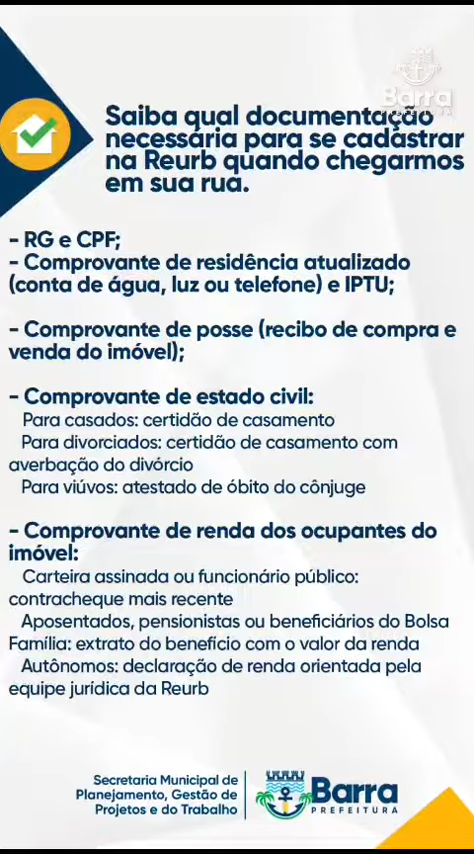 Barra
PREFEITURA
Saiba qual documentação
necessária para se cadastrar
na Reurb quando chegarmos
em sua rua.
- RG e CPF;
- Comprovante de residência atualizado
(conta de água, luz ou telefone) e IPTU;
- Comprovante de posse (recibo de compra e
venda do imóvel);
- Comprovante de estado civil:
Para casados: certidão de casamento
Para divorciados: certidão de casamento com
averbação do divórcio
Para viúvos: atestado de óbito do cônjuge
- Comprovante de renda dos ocupantes do
imóvel:
Carteira assinada ou funcionário público:
contracheque mais recente
Aposentados, pensionistas ou beneficiários do Bolsa
Família: extrato do benefício com o valor da renda
Autônomos: declaração de renda orientada pela
equipe jurídica da Reurb
Secretaria Municipal de
Planejamento, Gestão de
Projetos e do Trabalho
Barra
PREFEITURA